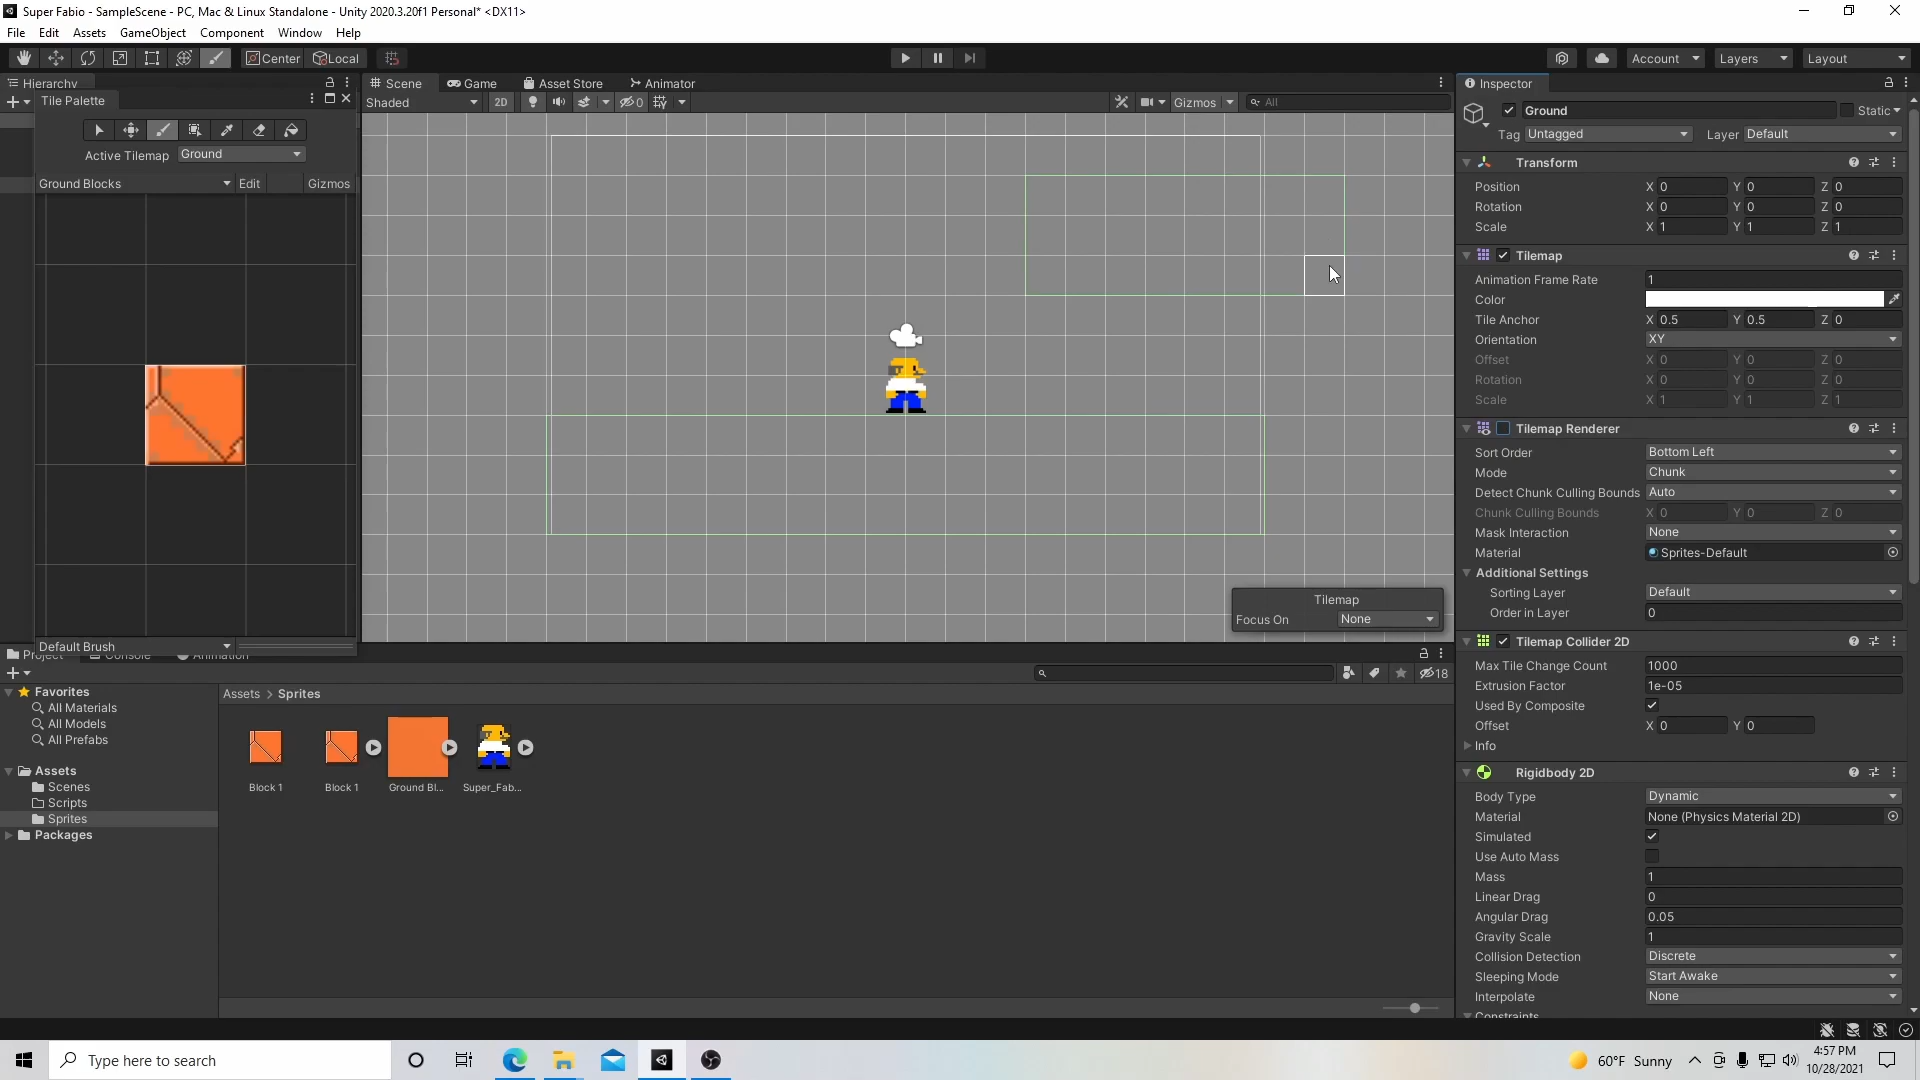 Super Fabio - SampleScene - PC, Mac & Linux Standalone - Unity 2020.3.20f1 Personal* <DX11>
File Edit Assets GameObject Component Window Help
Center Local Account Layers Layout
Hierarchy Scene Game Asset Store Animator Inspector
Tile Palette Shaded 2D 0 Gizmos All
Ground Static
Tag Untagged Layer Default
Active Tilemap Ground
Ground Blocks Edit Gizmos
Transform
Position X 0 Y 0 Z 0
Rotation X 0 Y 0 Z 0
Scale X 1 Y 1 Z 1
Tilemap
Animation Frame Rate 1
Color
Tile Anchor X 0.5 Y 0.5 Z 0
Orientation XY
Offset X 0 Y 0 Z 0
Rotation X 0 Y 0 Z 0
Scale X 1 Y 1 Z 1
Tilemap Renderer
Sort Order Bottom Left
Mode Chunk
Detect Chunk Culling Bounds Auto
Chunk Culling Bounds X 0 Y 0 Z 0
Mask Interaction None
Material Sprites-Default
Additional Settings
Sorting Layer Default
Order in Layer 0
Tilemap
Focus On None
Tilemap Collider 2D
Max Tile Change Count 1000
Extrusion Factor 1e-05
Used By Composite
Offset X 0 Y 0
Info
Rigidbody 2D
Body Type Dynamic
Material None (Physics Material 2D)
Simulated
Use Auto Mass
Mass 1
Linear Drag 0
Angular Drag 0.05
Gravity Scale 1
Collision Detection Discrete
Sleeping Mode Start Awake
Interpolate None
Constraints
Default Brush
Project Console Animation
18
Favorites
All Materials
All Models
All Prefabs
Assets
Scenes
Scripts
Sprites
Packages
Assets > Sprites
Block 1 Block 1 Ground Bl... Super_Fab...
Type here to search
60°F Sunny
4:57 PM
10/28/2021